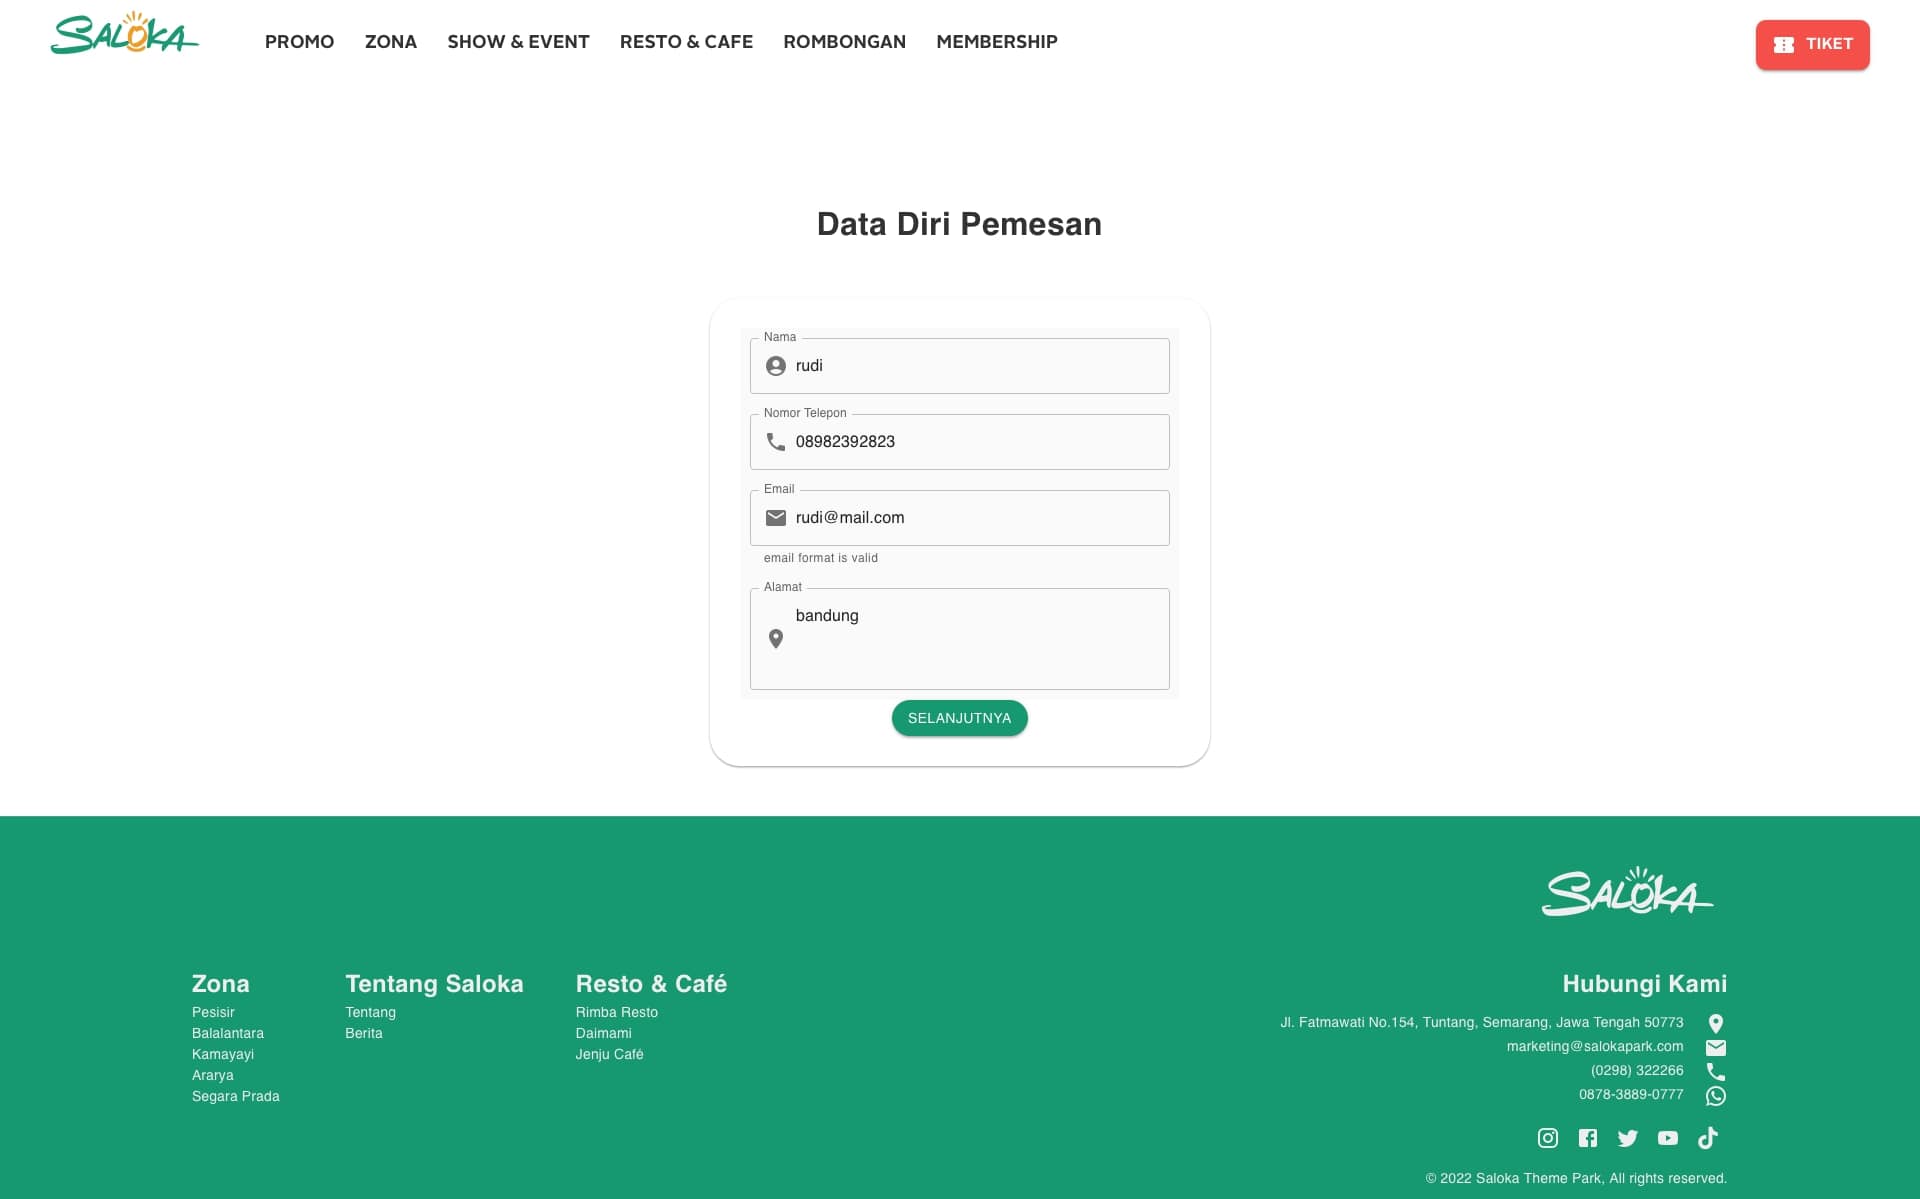 SALOKA
PROMO
ZONA
SHOW & EVENT
RESTO & CAFE
ROMBONGAN
MEMBERSHIP
TIKET
Data Diri Pemesan
Nama
rudi
Nomor Telepon
08982392823
Email
rudi@mail.com
email format is valid
Alamat
bandung
SELANJUTNYA
SALOKA
Zona
Pesisir
Balalantara
Kamayayi
Ararya
Segara Prada
Tentang Saloka
Tentang
Berita
Resto & Café
Rimba Resto
Daimami
Jenju Café
Hubungi Kami
Jl. Fatmawati No.154, Tuntang, Semarang, Jawa Tengah 50773
marketing@salokapark.com
(0298) 322266
0878-3889-0777
© 2022 Saloka Theme Park, All rights reserved.